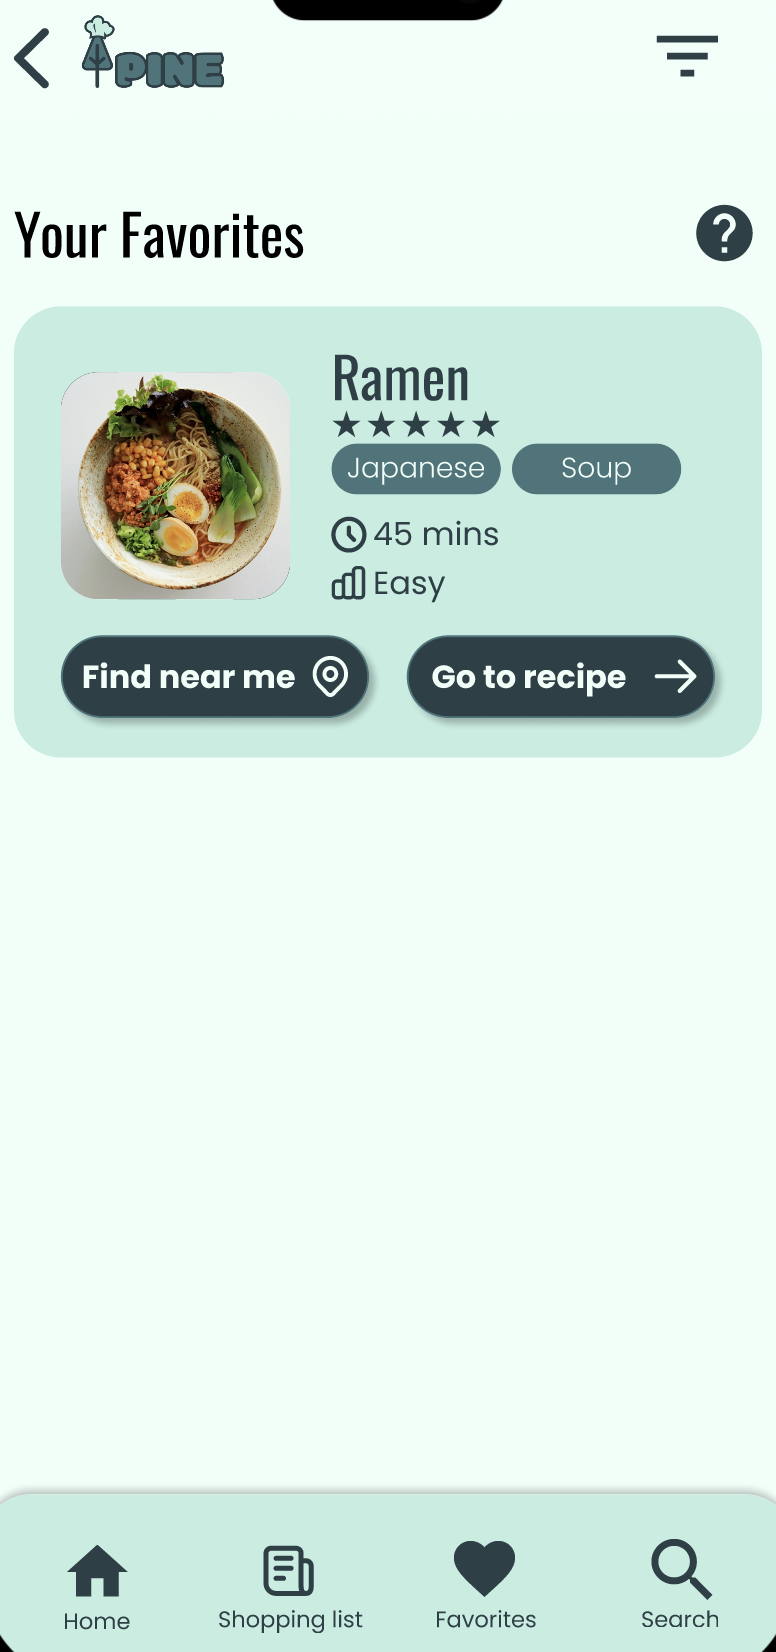 PINE
Your Favorites
?
Ramen
Japanese Soup
45 mins
Easy
Find near me Go to recipe
Home Shopping list Favorites Search